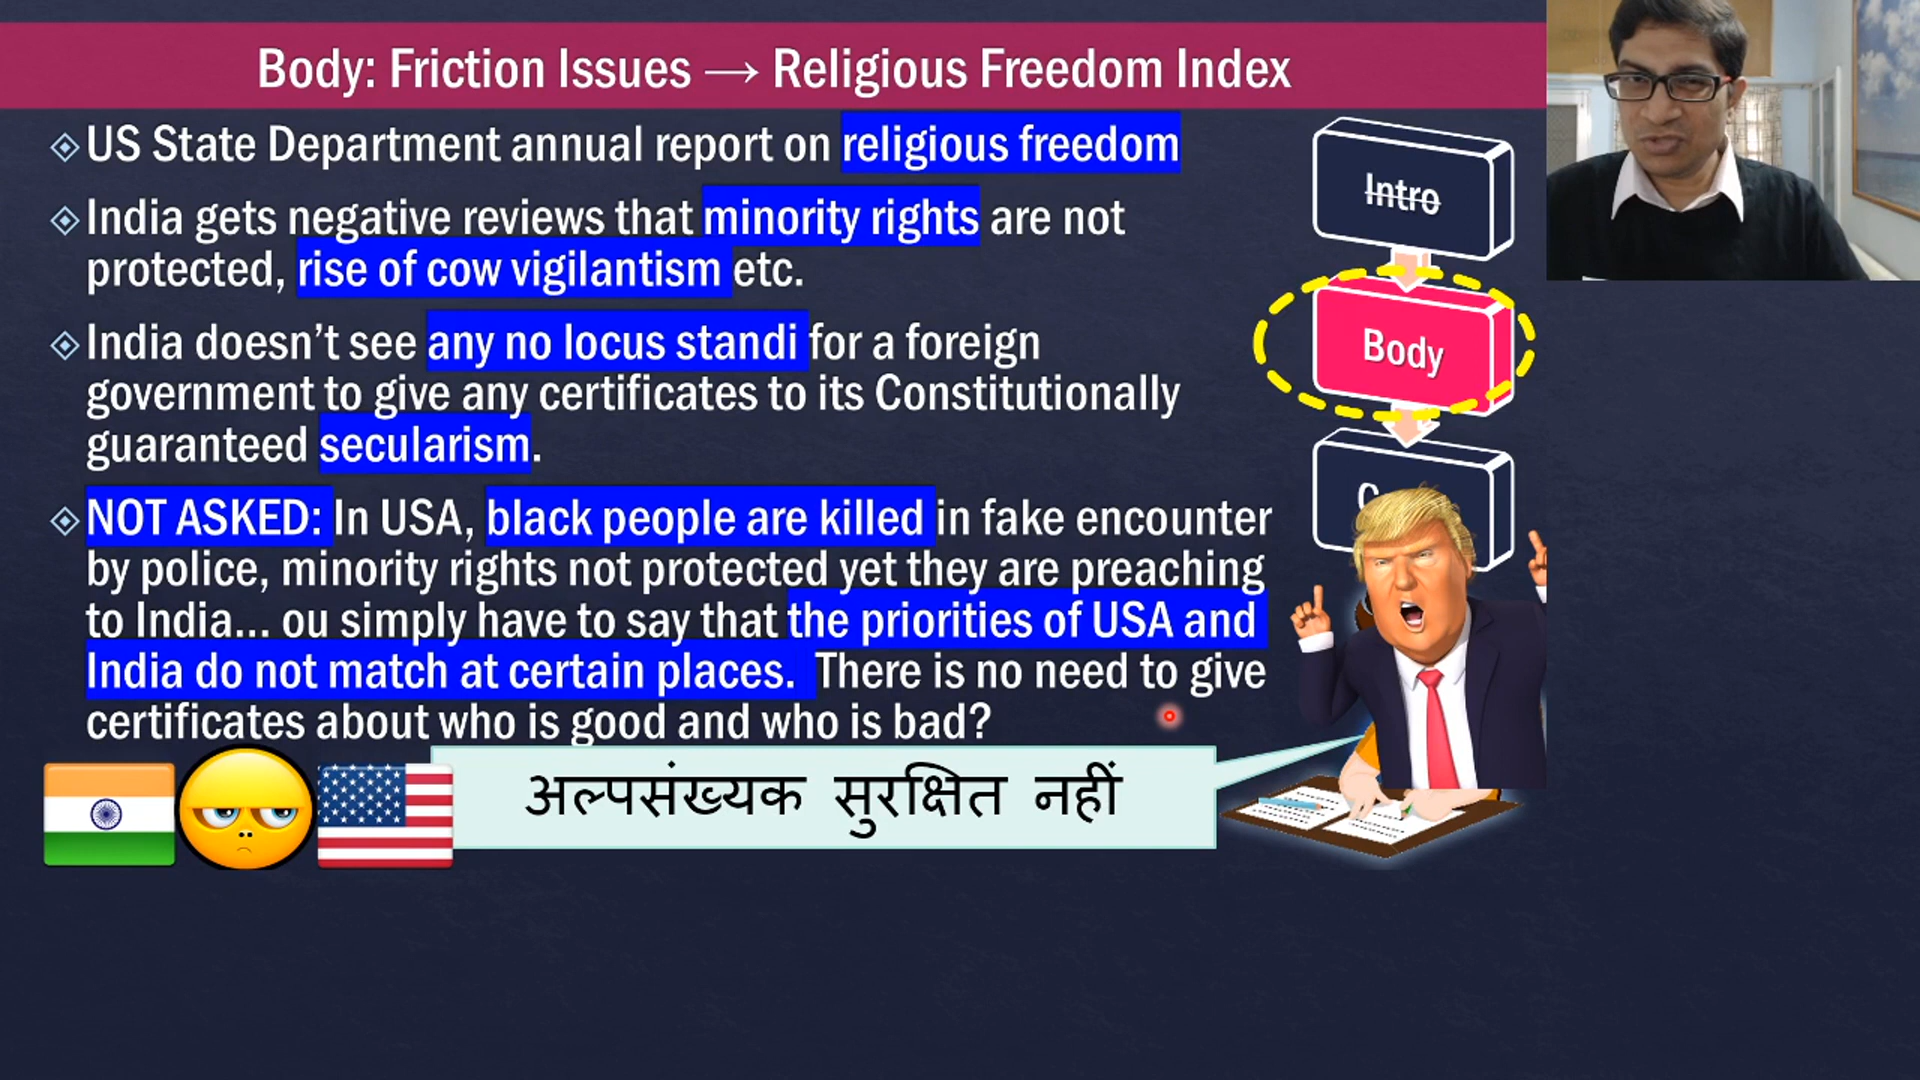 Body: Friction Issues → Religious Freedom Index
US State Department annual report on religious freedom
India gets negative reviews that minority rights are not
protected, rise of cow vigilantism etc.
India doesn't see any no locus standi for a foreign
government to give any certificates to its Constitutionally
guaranteed secularism.
NOT ASKED: In USA, black people are killed in fake encounter
by police, minority rights not protected yet they are preaching
to India... ou simply have to say that the priorities of USA and
India do not match at certain places. There is no need to give
certificates about who is good and who is bad?
अल्पसंख्यक सुरक्षित नहीं
Intro
Body